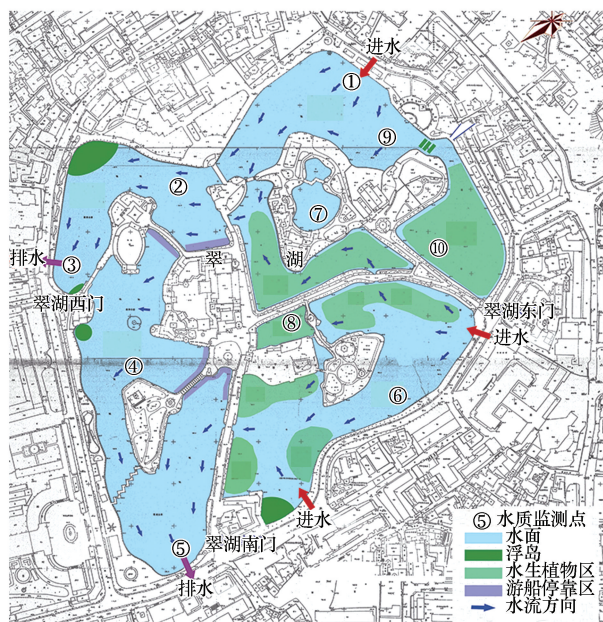 进水
①
⑨
②
⑦
⑩
翠 湖
排水
③
翠湖西门
翠湖东门
进水
⑧
④
⑥
进水
翠湖南门
⑤
排水
⑤ 水质监测点
水面
浮岛
水生植物区
游船停靠区
水流方向